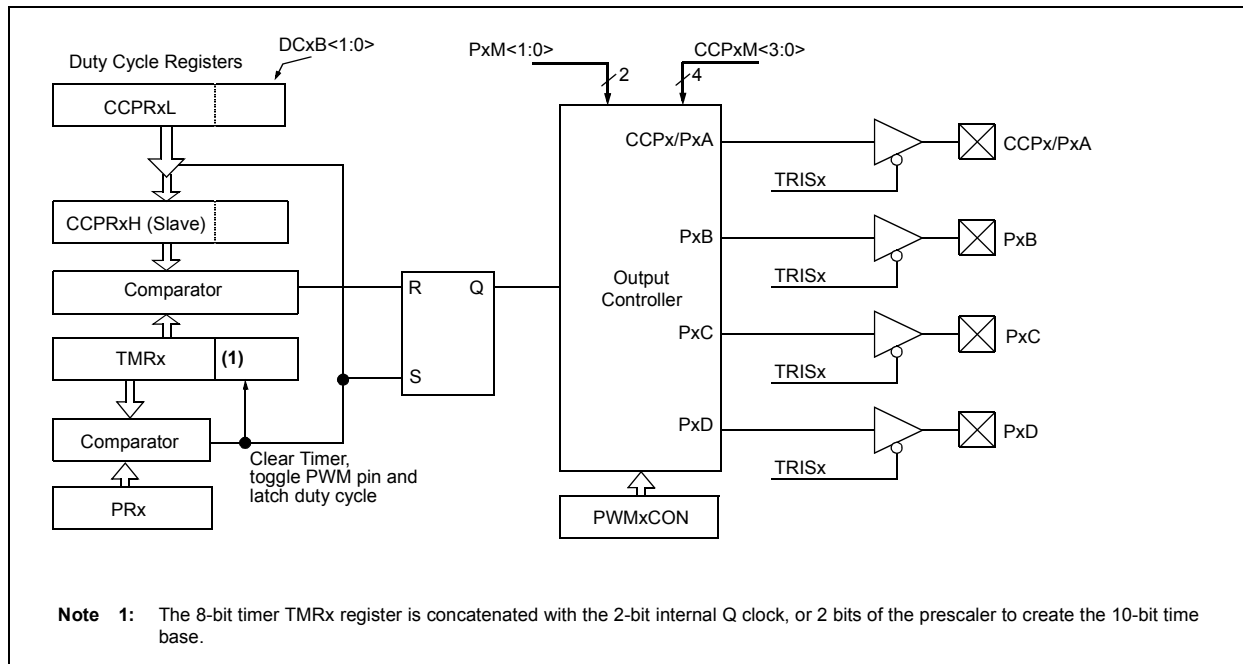 DCxB<1:0>
Duty Cycle Registers
CCPRxL
CCPRxH (Slave)
Comparator
TMRx
(1)
Comparator
PRx
Clear Timer,
toggle PWM pin and
latch duty cycle
R
Q
S
PxM<1:0>
2
CCPxM<3:0>
4
Output
Controller
CCPx/PxA
PxB
PxC
PxD
PWMxCON
TRISx
CCPx/PxA
TRISx
PxB
TRISx
PxC
TRISx
PxD
Note 1: The 8-bit timer TMRx register is concatenated with the 2-bit internal Q clock, or 2 bits of the prescaler to create the 10-bit time
base.